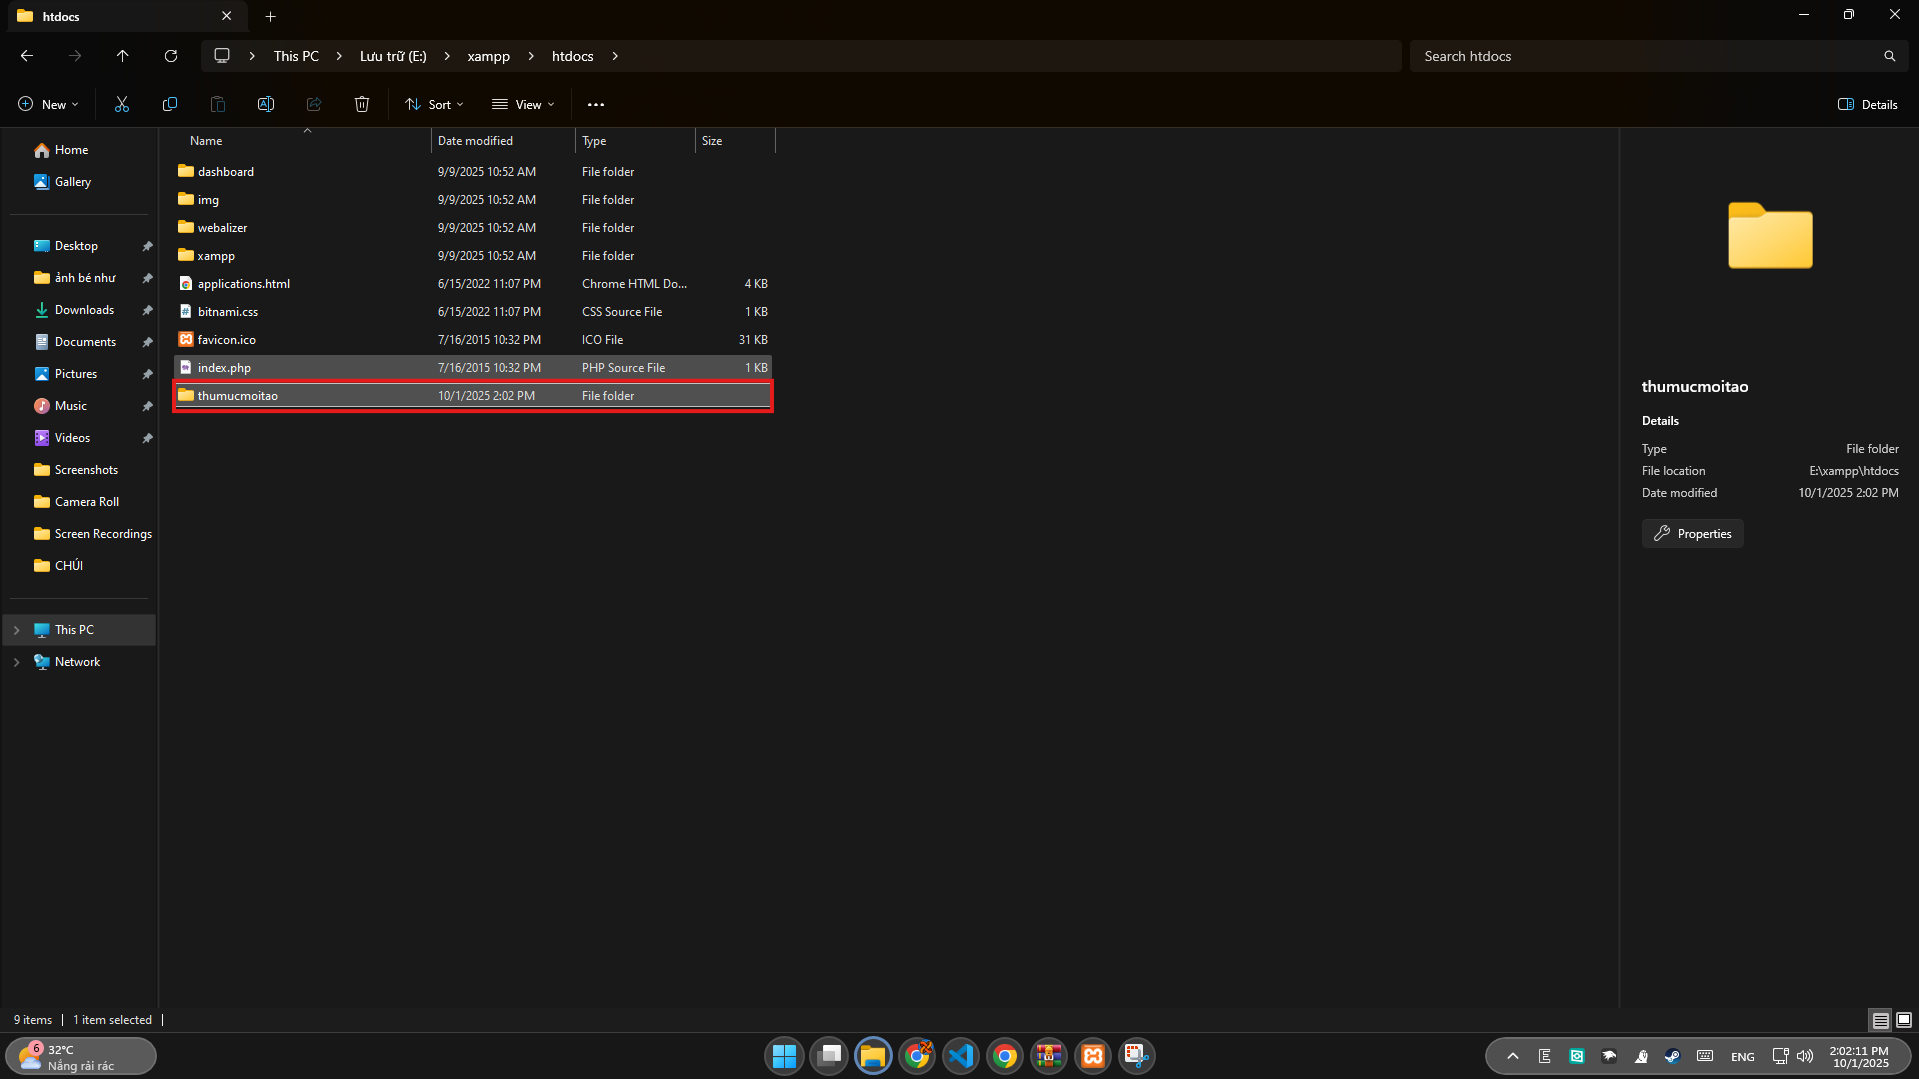 htdocs
This PC
Lưu trữ (E:)
xampp
htdocs
Search htdocs
New
Sort
View
Details
Home
Gallery
Desktop
ảnh bé như
Downloads
Documents
Pictures
Music
Videos
Screenshots
Camera Roll
Screen Recordings
CHÚI
This PC
Network
Name Date modified Type Size
dashboard 9/9/2025 10:52 AM File folder
img 9/9/2025 10:52 AM File folder
webalizer 9/9/2025 10:52 AM File folder
xampp 9/9/2025 10:52 AM File folder
applications.html 6/15/2022 11:07 PM Chrome HTML Do... 4 KB
bitnami.css 6/15/2022 11:07 PM CSS Source File 1 KB
favicon.ico 7/16/2015 10:32 PM ICO File 31 KB
index.php 7/16/2015 10:32 PM PHP Source File 1 KB
thumucmoitao 10/1/2025 2:02 PM File folder
thumucmoitao
Details
Type File folder
File location E:\xampp\htdocs
Date modified 10/1/2025 2:02 PM
Properties
9 items 1 item selected
6
32°C
Nắng rải rác
ENG
2:02:11 PM
10/1/2025